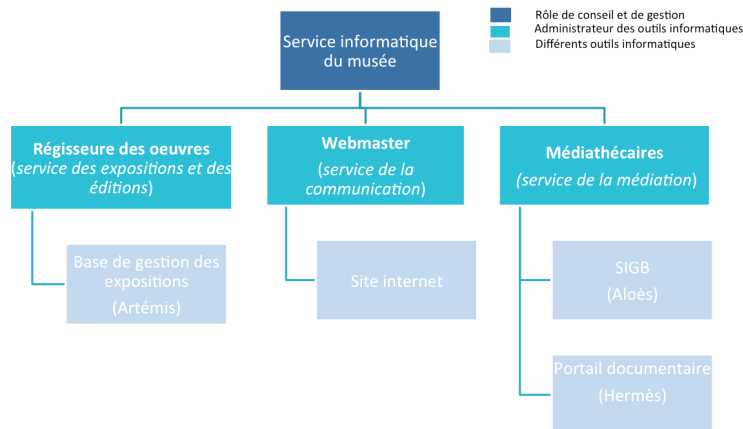 Service informatique
du musée
Rôle de conseil et de gestion
Administrateur des outils informatiques
Différents outils informatiques
Régisseure des oeuvres
(service des expositions et des
éditions)
Webmaster
(service de la
communication)
Médiathécaires
(service de la médiation)
Base de gestion des
expositions
(Artémis)
Site internet
SIGB
(Aloès)
Portail documentaire
(Hermès)